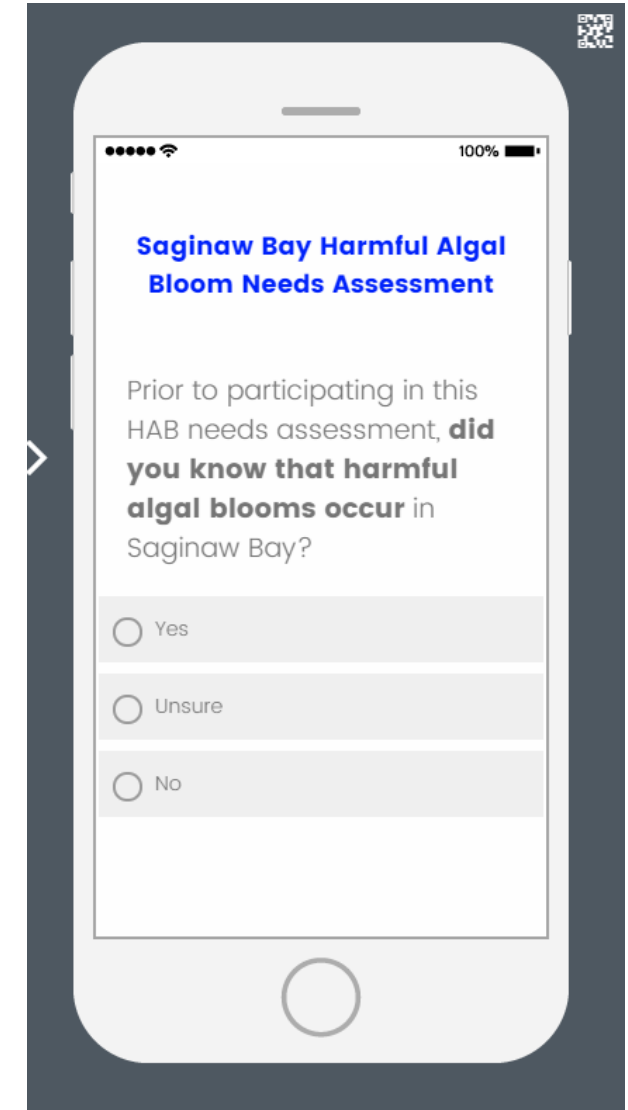 100%
Saginaw Bay Harmful Algal
Bloom Needs Assessment
Prior to participating in this
HAB needs assessment, did
you know that harmful
algal blooms occur in
Saginaw Bay?
Yes
Unsure
No